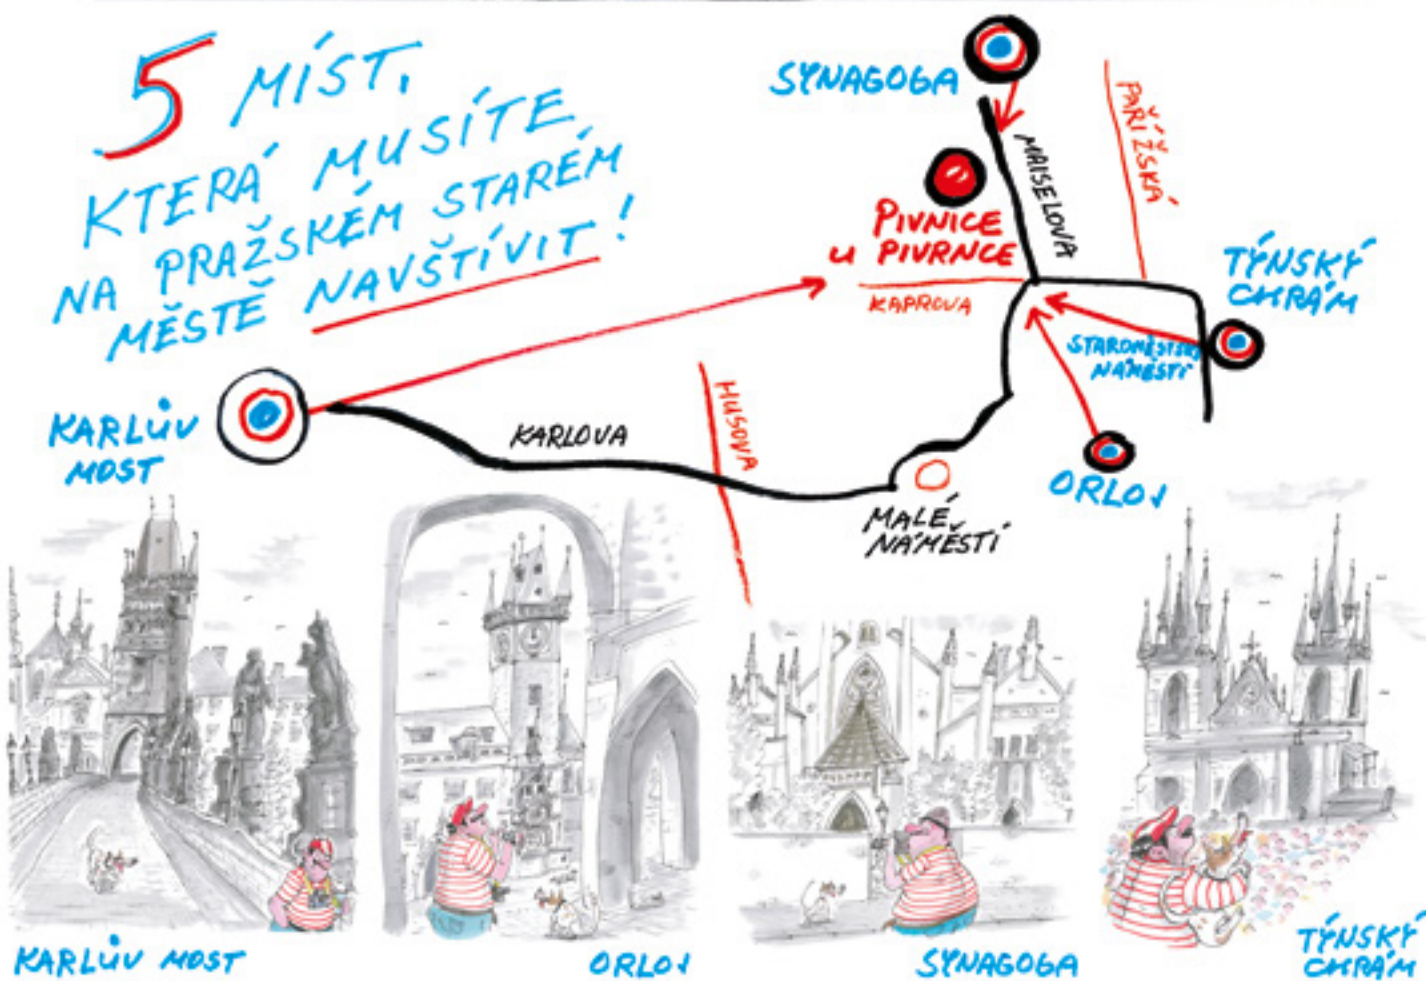 5 MÍST,
KTERÁ MUSÍTE
NA PRAŽSKÉM STARÉM
MĚSTĚ NAVŠTÍVIT!
SYNAGOGA
PAŘÍŽSKÁ
MAISELOVA
PIVNICE
U PIVRNCE
KAPROVA
TÝNSKÝ
CHRÁM
STAROMĚSTSKÉ
NÁMĚSTÍ
KARLŮV
MOST
KARLOVA
HUSOVA
MALÉ
NÁMĚSTÍ
ORLOJ
KARLŮV MOST
ORLOJ
SYNAGOGA
TÝNSKÝ
CHRÁM